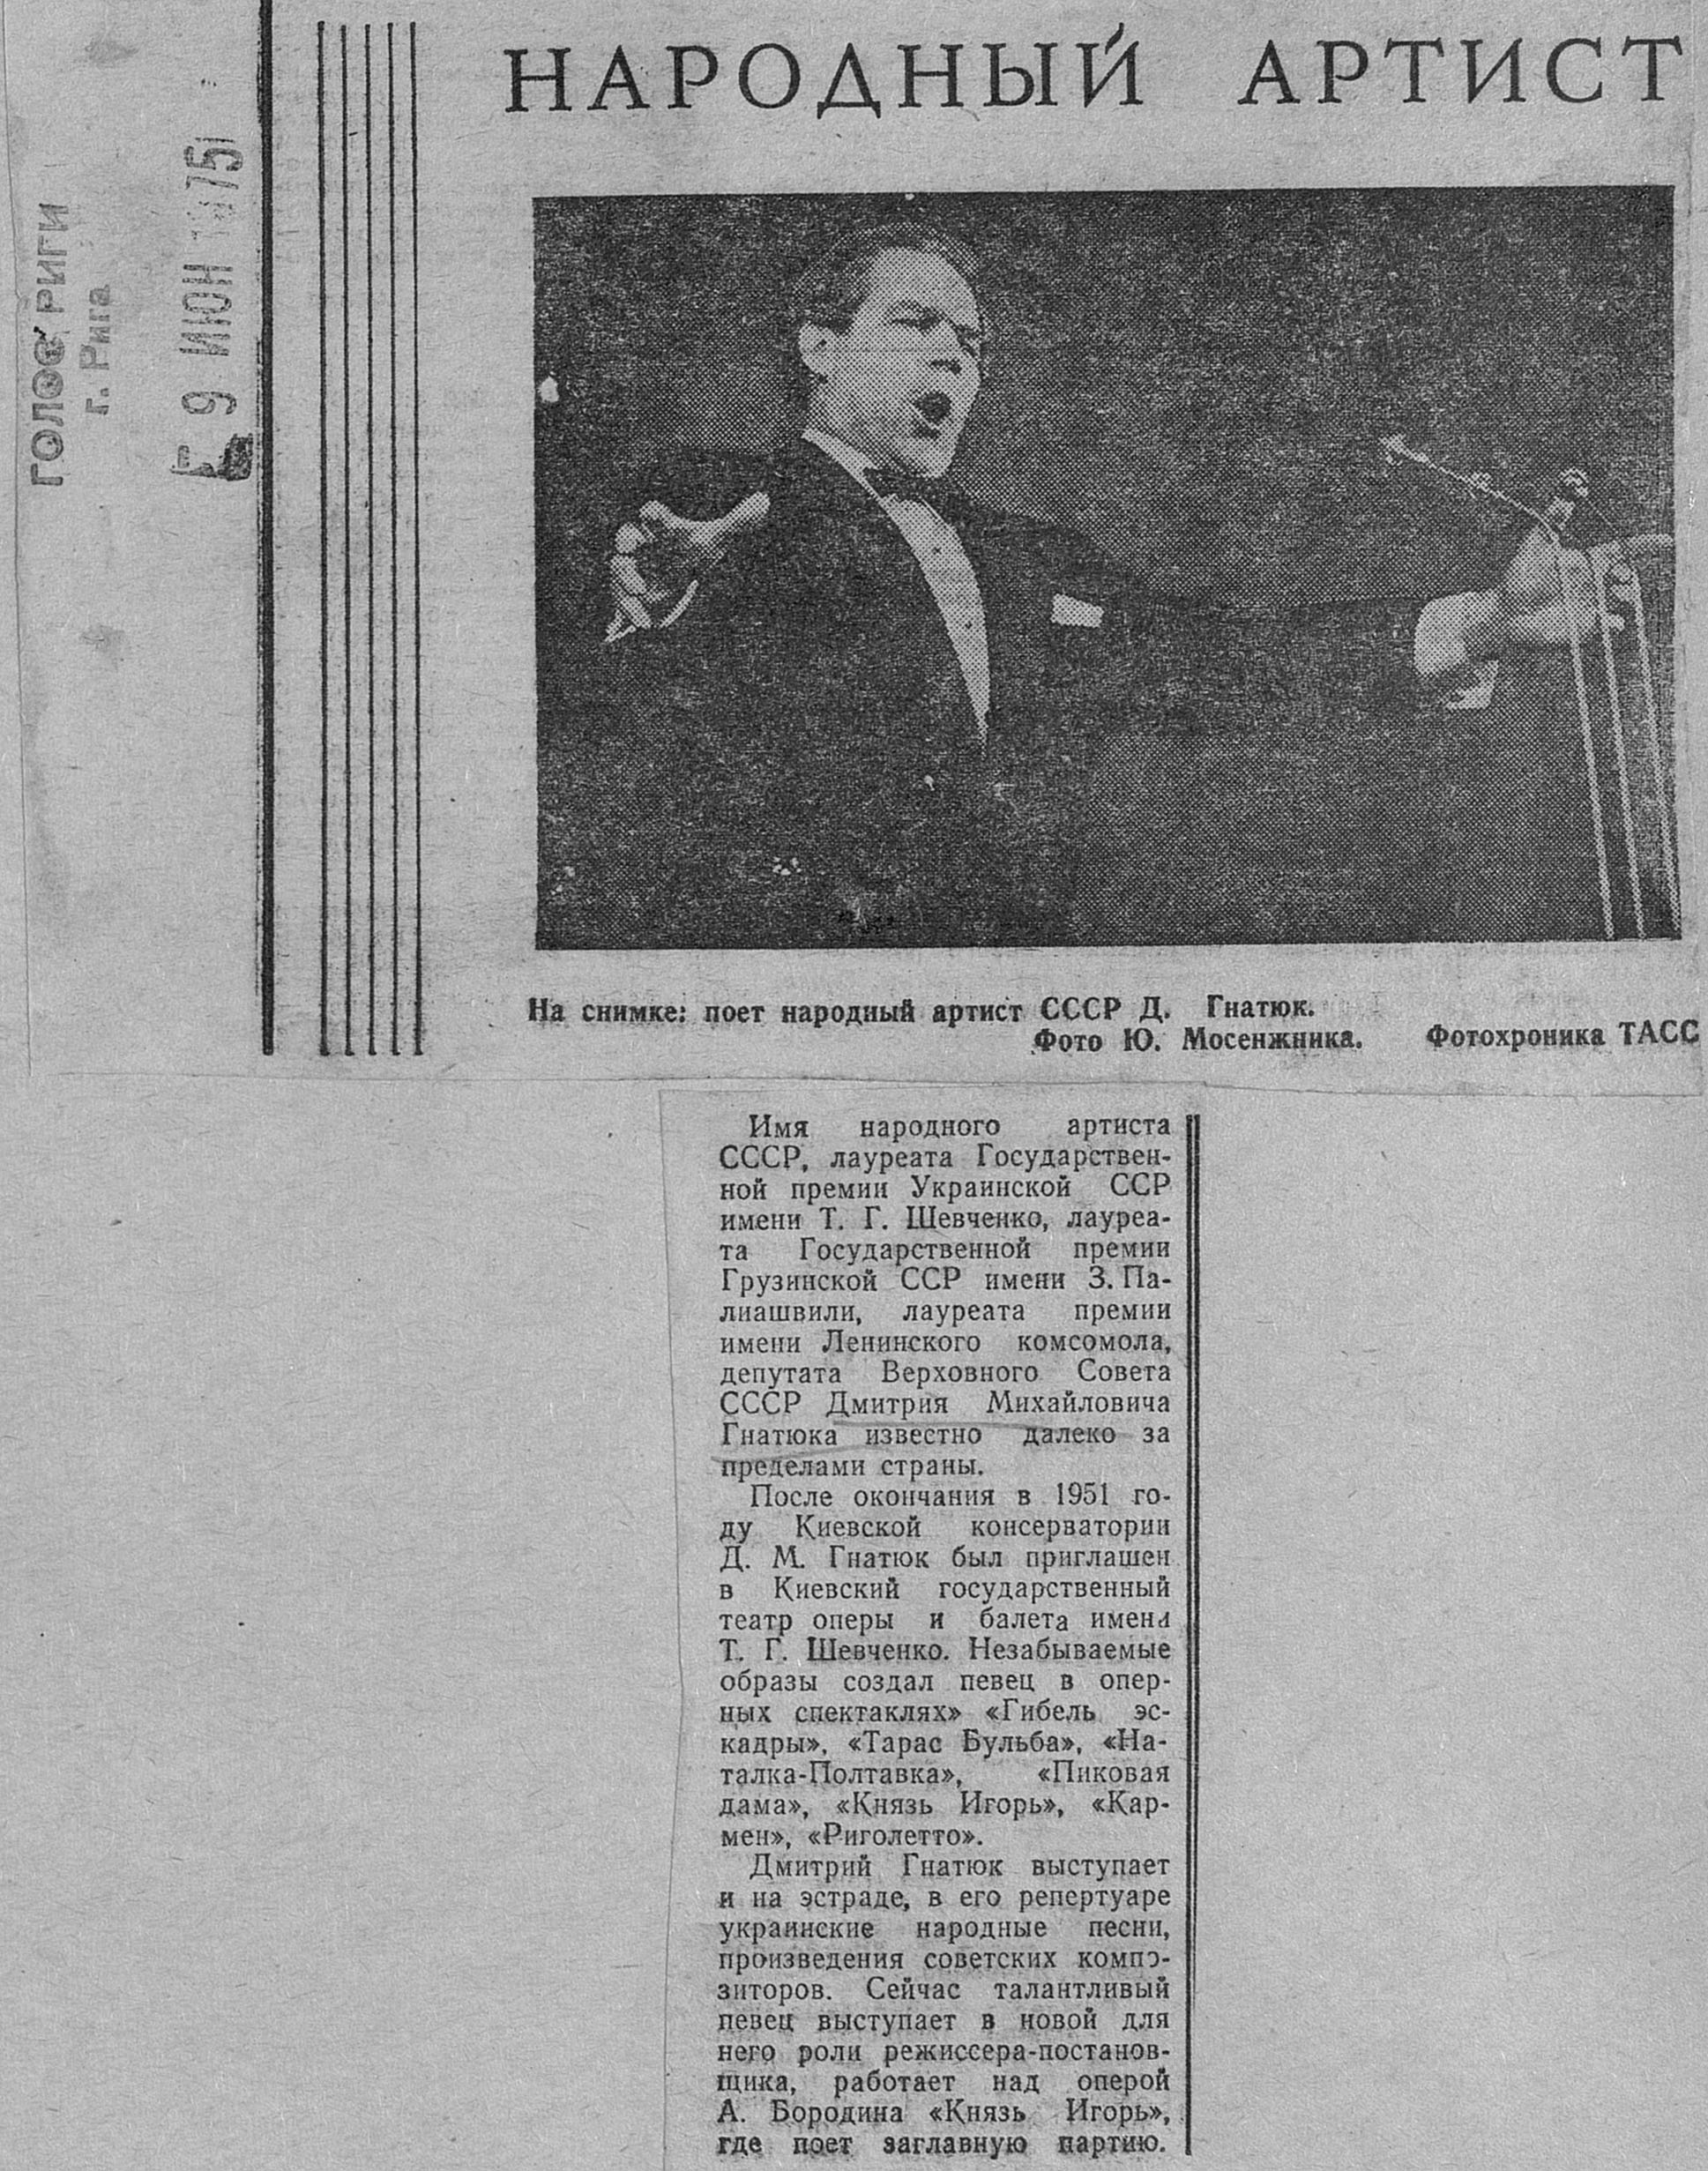 НАРОДНЫЙ АРТИСТ
ГОЛОС РИГИ
г. Рига
9 ИЮН 1975
На снимке: поет народный артист СССР Д. Гнатюк.
Фото Ю. Мосенжника. Фотохроника ТАСС
Имя народного артиста
СССР, лауреата Государствен-
ной премии Украинской ССР
имени Т. Г. Шевченко, лауреа-
та Государственной премии
Грузинской ССР имени З. Па-
лиашвили, лауреата премии
имени Ленинского комсомола,
депутата Верховного Совета
СССР Дмитрия Михайловича
Гнатюка известно далеко за
пределами страны.
После окончания в 1951 го-
ду Киевской консерватории
Д. М. Гнатюк был приглашен
в Киевский государственный
театр оперы и балета имени
Т. Г. Шевченко. Незабываемые
образы создал певец в опер-
ных спектаклях» «Гибель эс-
кадры», «Тарас Бульба», «На-
талка-Полтавка», «Пиковая
дама», «Князь Игорь», «Кар-
мен», «Риголетто».
Дмитрий Гнатюк выступает
и на эстраде, в его репертуаре
украинские народные песни,
произведения советских компо-
зиторов. Сейчас талантливый
певец выступает в новой для
него роли режиссера-постанов-
щика, работает над оперой
А. Бородина «Князь Игорь»,
где поет заглавную партию.